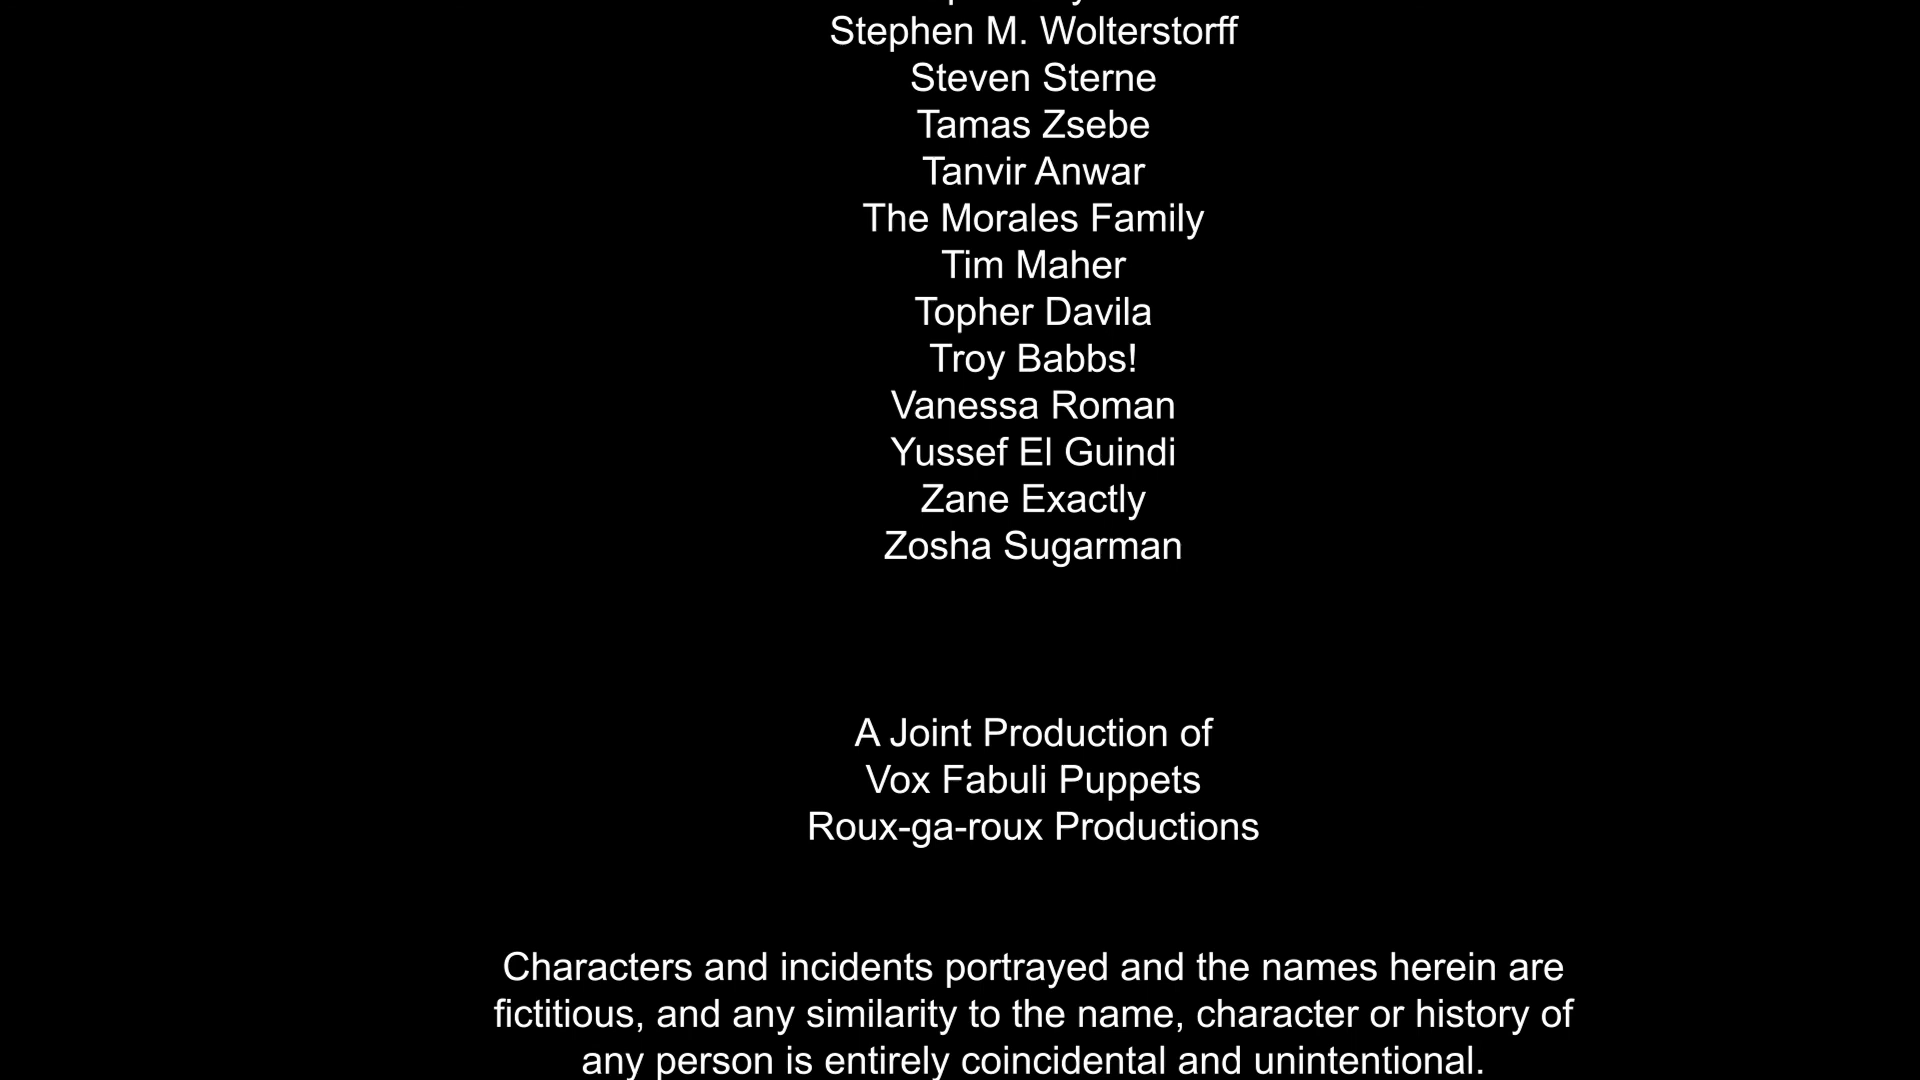 Stephen M. Wolterstorff
Steven Sterne
Tamas Zsebe
Tanvir Anwar
The Morales Family
Tim Maher
Topher Davila
Troy Babbs!
Vanessa Roman
Yussef El Guindi
Zane Exactly
Zosha Sugarman
A Joint Production of
Vox Fabuli Puppets
Roux-ga-roux Productions
Characters and incidents portrayed and the names herein are
fictitious, and any similarity to the name, character or history of
any person is entirely coincidental and unintentional.